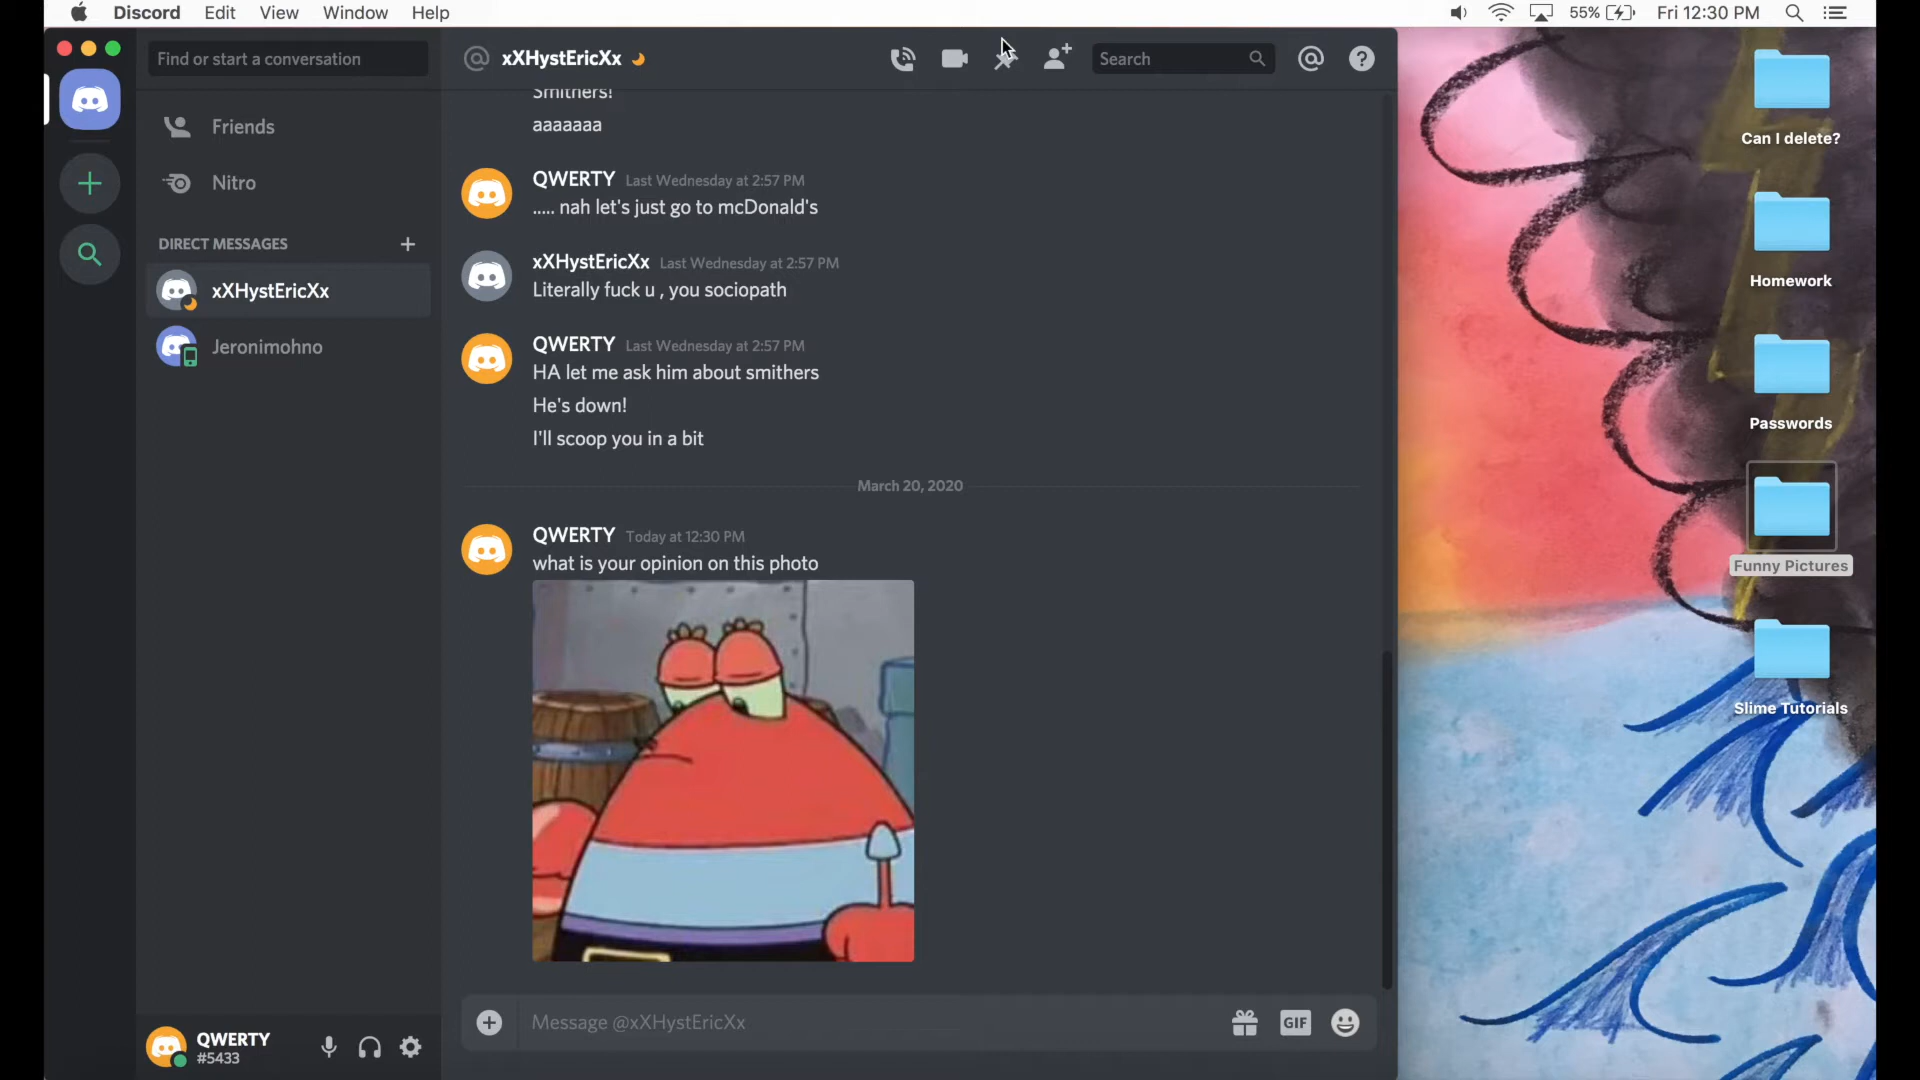 Discord Edit View Window Help 55% Fri 12:30 PM
Find or start a conversation
xXHystEricXx
Search
Friends
Nitro
DIRECT MESSAGES
xXHystEricXx
Jeronimohno
QWERTY
#5433
Smithers!
aaaaaaa
QWERTY Last Wednesday at 2:57 PM
..... nah let's just go to mcDonald's
xXHystEricXx Last Wednesday at 2:57 PM
Literally fuck u , you sociopath
QWERTY Last Wednesday at 2:57 PM
HA let me ask him about smithers
He's down!
I'll scoop you in a bit
March 20, 2020
QWERTY Today at 12:30 PM
what is your opinion on this photo
Message @xXHystEricXx
GIF
Can I delete?
Homework
Passwords
Funny Pictures
Slime Tutorials